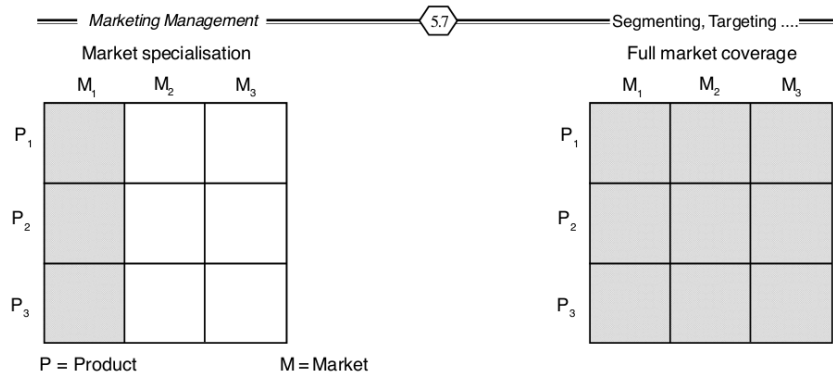 Marketing Management 5.7 Segmenting, Targeting ....
Market specialisation
M1 M2 M3
P1
P2
P3
Full market coverage
M1 M2 M3
P1
P2
P3
P = Product M = Market